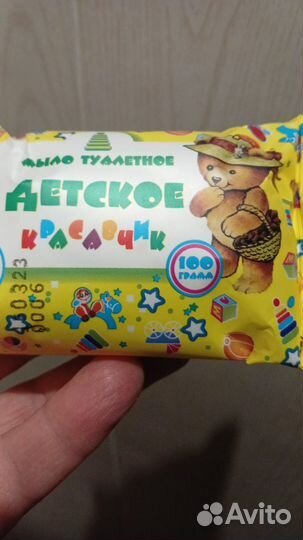 МЫЛО ТУАЛЕТНОЕ
ДЕТСКОЕ
КРАСАВЧИК
100
ГРАММ
Avito